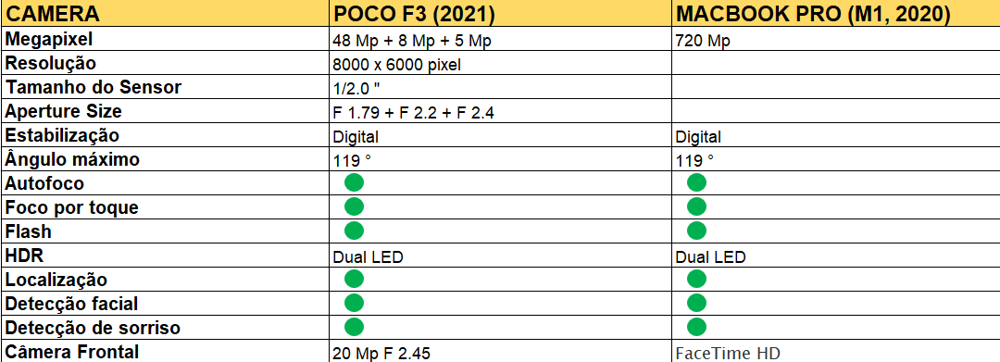 CAMERA POCO F3 (2021) MACBOOK PRO (M1, 2020)
Megapixel 48 Mp + 8 Mp + 5 Mp 720 Mp
Resolução 8000 x 6000 pixel
Tamanho do Sensor 1/2.0 "
Aperture Size F 1.79 + F 2.2 + F 2.4
Estabilização Digital Digital
Ângulo máximo 119 ° 119 °
Autofoco
Foco por toque
Flash
HDR Dual LED Dual LED
Localização
Detecção facial
Detecção de sorriso
Câmera Frontal 20 Mp F 2.45 FaceTime HD